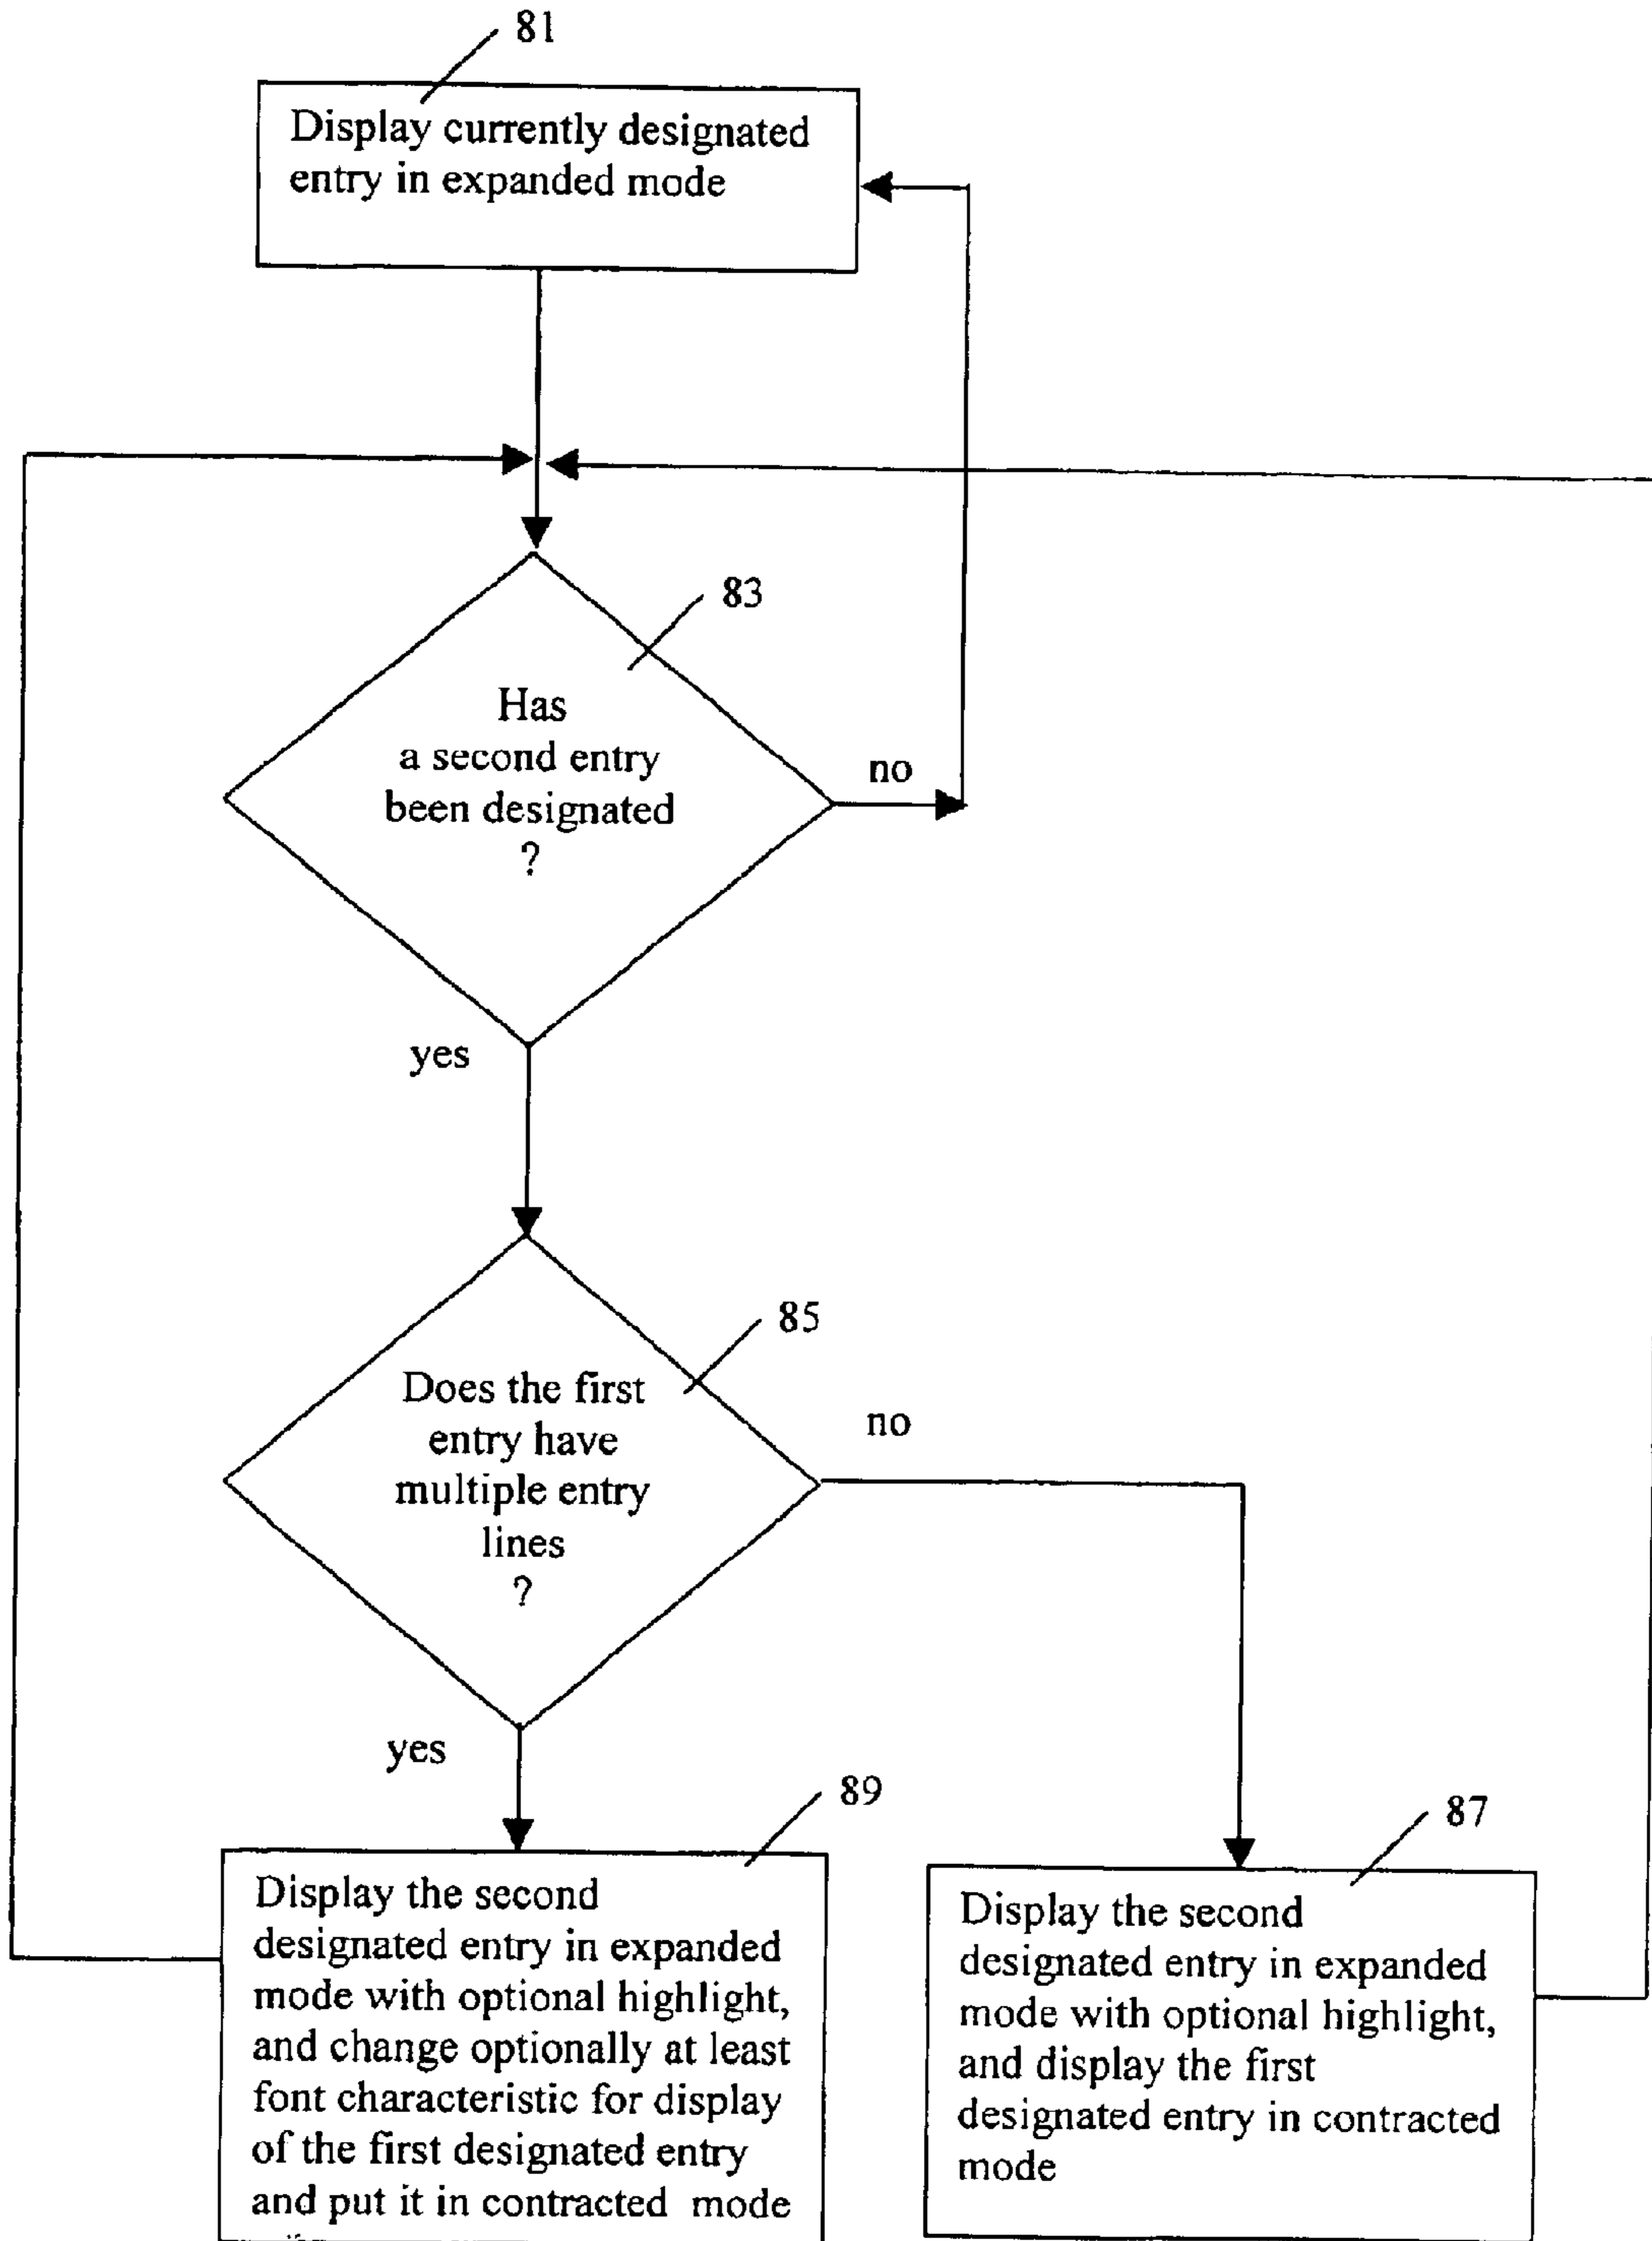 81
Display currently designated
entry in expanded mode
83
Has
a second entry
been designated
?
no
yes
85
Does the first
entry have
multiple entry
lines
?
no
yes
89
Display the second
designated entry in expanded
mode with optional highlight,
and change optionally at least
font characteristic for display
of the first designated entry
and put it in contracted mode
87
Display the second
designated entry in expanded
mode with optional highlight,
and display the first
designated entry in contracted
mode